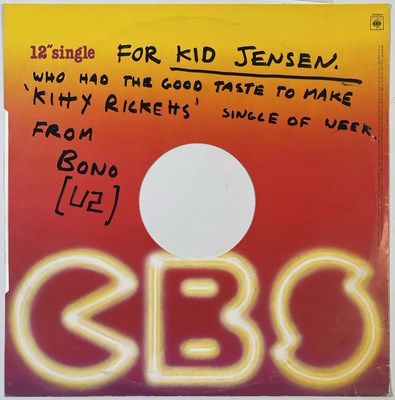 12" single FOR KID JENSEN.
WHO HAD THE GOOD TASTE TO MAKE
'KITTY RICKETTS' SINGLE OF WEEK
FROM
BONO
[U2]
CBS